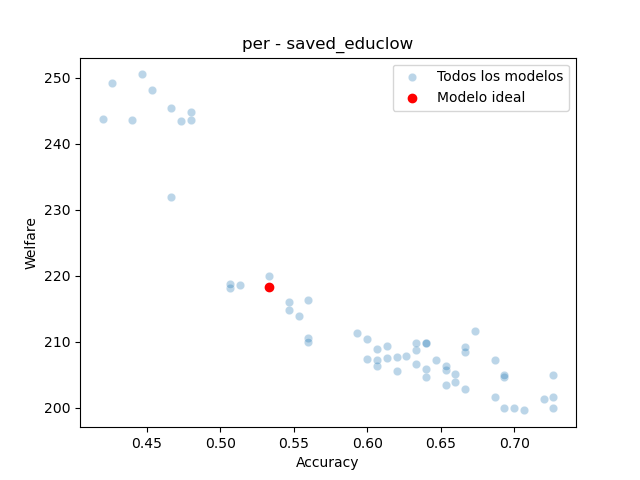 per - saved_educlow
Todos los modelos
Modelo ideal
Welfare
250
240
230
220
210
200
0.45 0.50 0.55 0.60 0.65 0.70
Accuracy